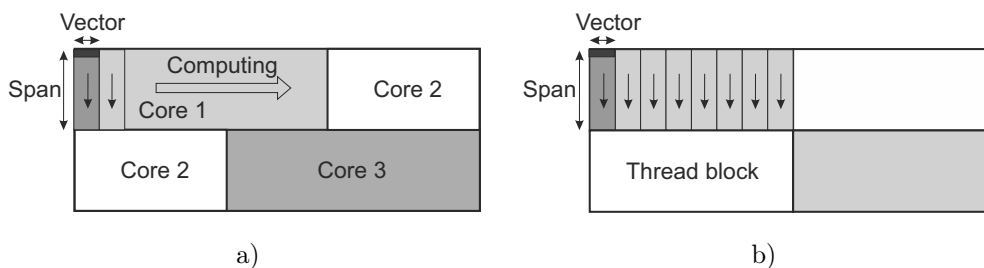 Vector
Span
Computing
Core 1
Core 2
Core 2
Core 3
a)
Vector
Span
Thread block
b)